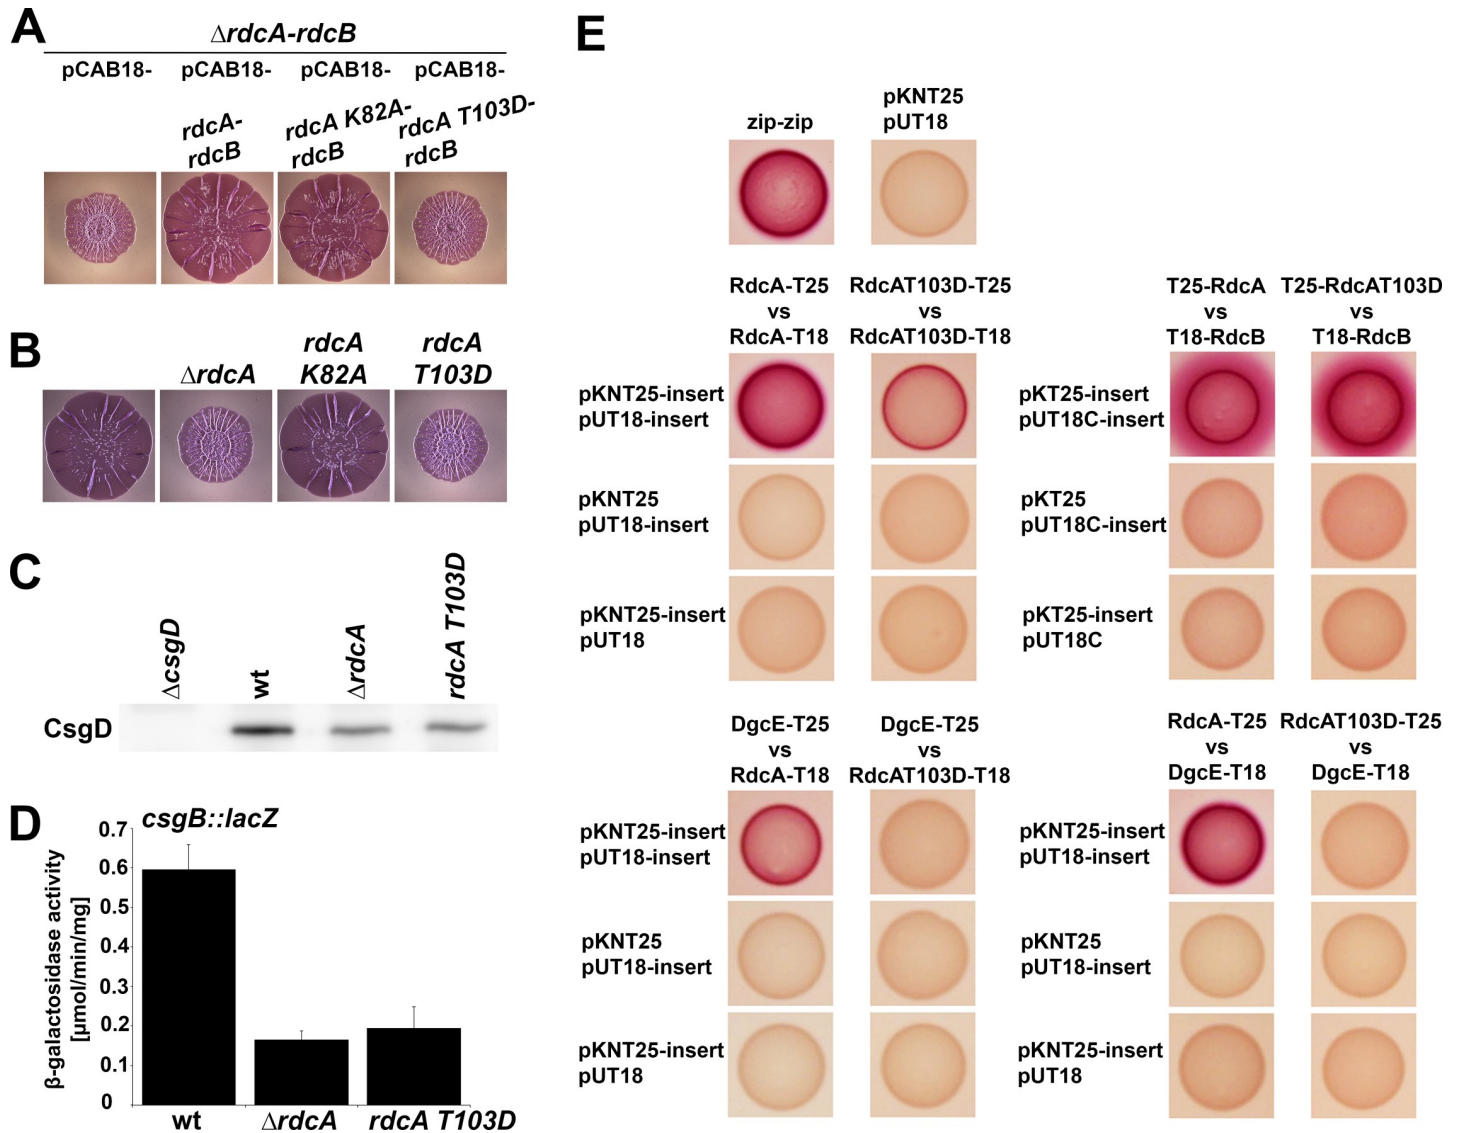 A
ΔrdcA-rdcB
pCAB18- pCAB18- pCAB18- pCAB18-
rdcA-
rdcB
rdcA K82A-
rdcB
rdcA T103D-
rdcB
B
ΔrdcA
rdcA
K82A
rdcA
T103D
C
ΔcsgD
wt
ΔrdcA
rdcA T103D
CsgD
D
csgB::lacZ
β-galactosidase activity
[µmol/min/mg]
0.7
0.6
0.5
0.4
0.3
0.2
0.1
0
wt ΔrdcA rdcA T103D
E
zip-zip
pKNT25
pUT18
RdcA-T25
vs
RdcA-T18
RdcAT103D-T25
vs
RdcAT103D-T18
pKNT25-insert
pUT18-insert
pKNT25
pUT18-insert
pKNT25-insert
pUT18
T25-RdcA
vs
T18-RdcB
T25-RdcAT103D
vs
T18-RdcB
pKT25-insert
pUT18C-insert
pKT25
pUT18C-insert
pKT25-insert
pUT18C
DgcE-T25
vs
RdcA-T18
DgcE-T25
vs
RdcAT103D-T18
pKNT25-insert
pUT18-insert
pKNT25
pUT18-insert
pKNT25-insert
pUT18
RdcA-T25
vs
DgcE-T18
RdcAT103D-T25
vs
DgcE-T18
pKNT25-insert
pUT18-insert
pKNT25
pUT18-insert
pKNT25-insert
pUT18